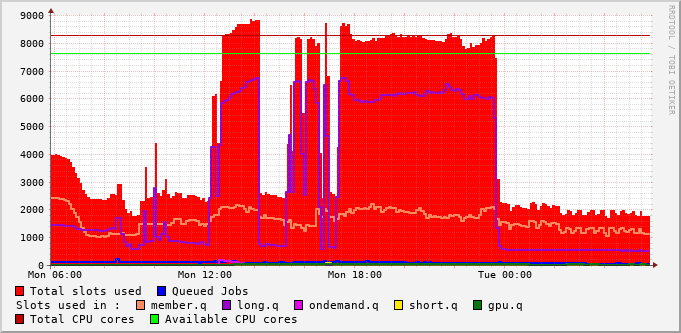 9000
8000
7000
6000
5000
4000
3000
2000
1000
0
Mon 06:00 Mon 12:00 Mon 18:00 Tue 00:00
RRDTOOL / TOBI OETIKER
Total slots used Queued Jobs
Slots used in : member.q long.q ondemand.q short.q gpu.q
Total CPU cores Available CPU cores